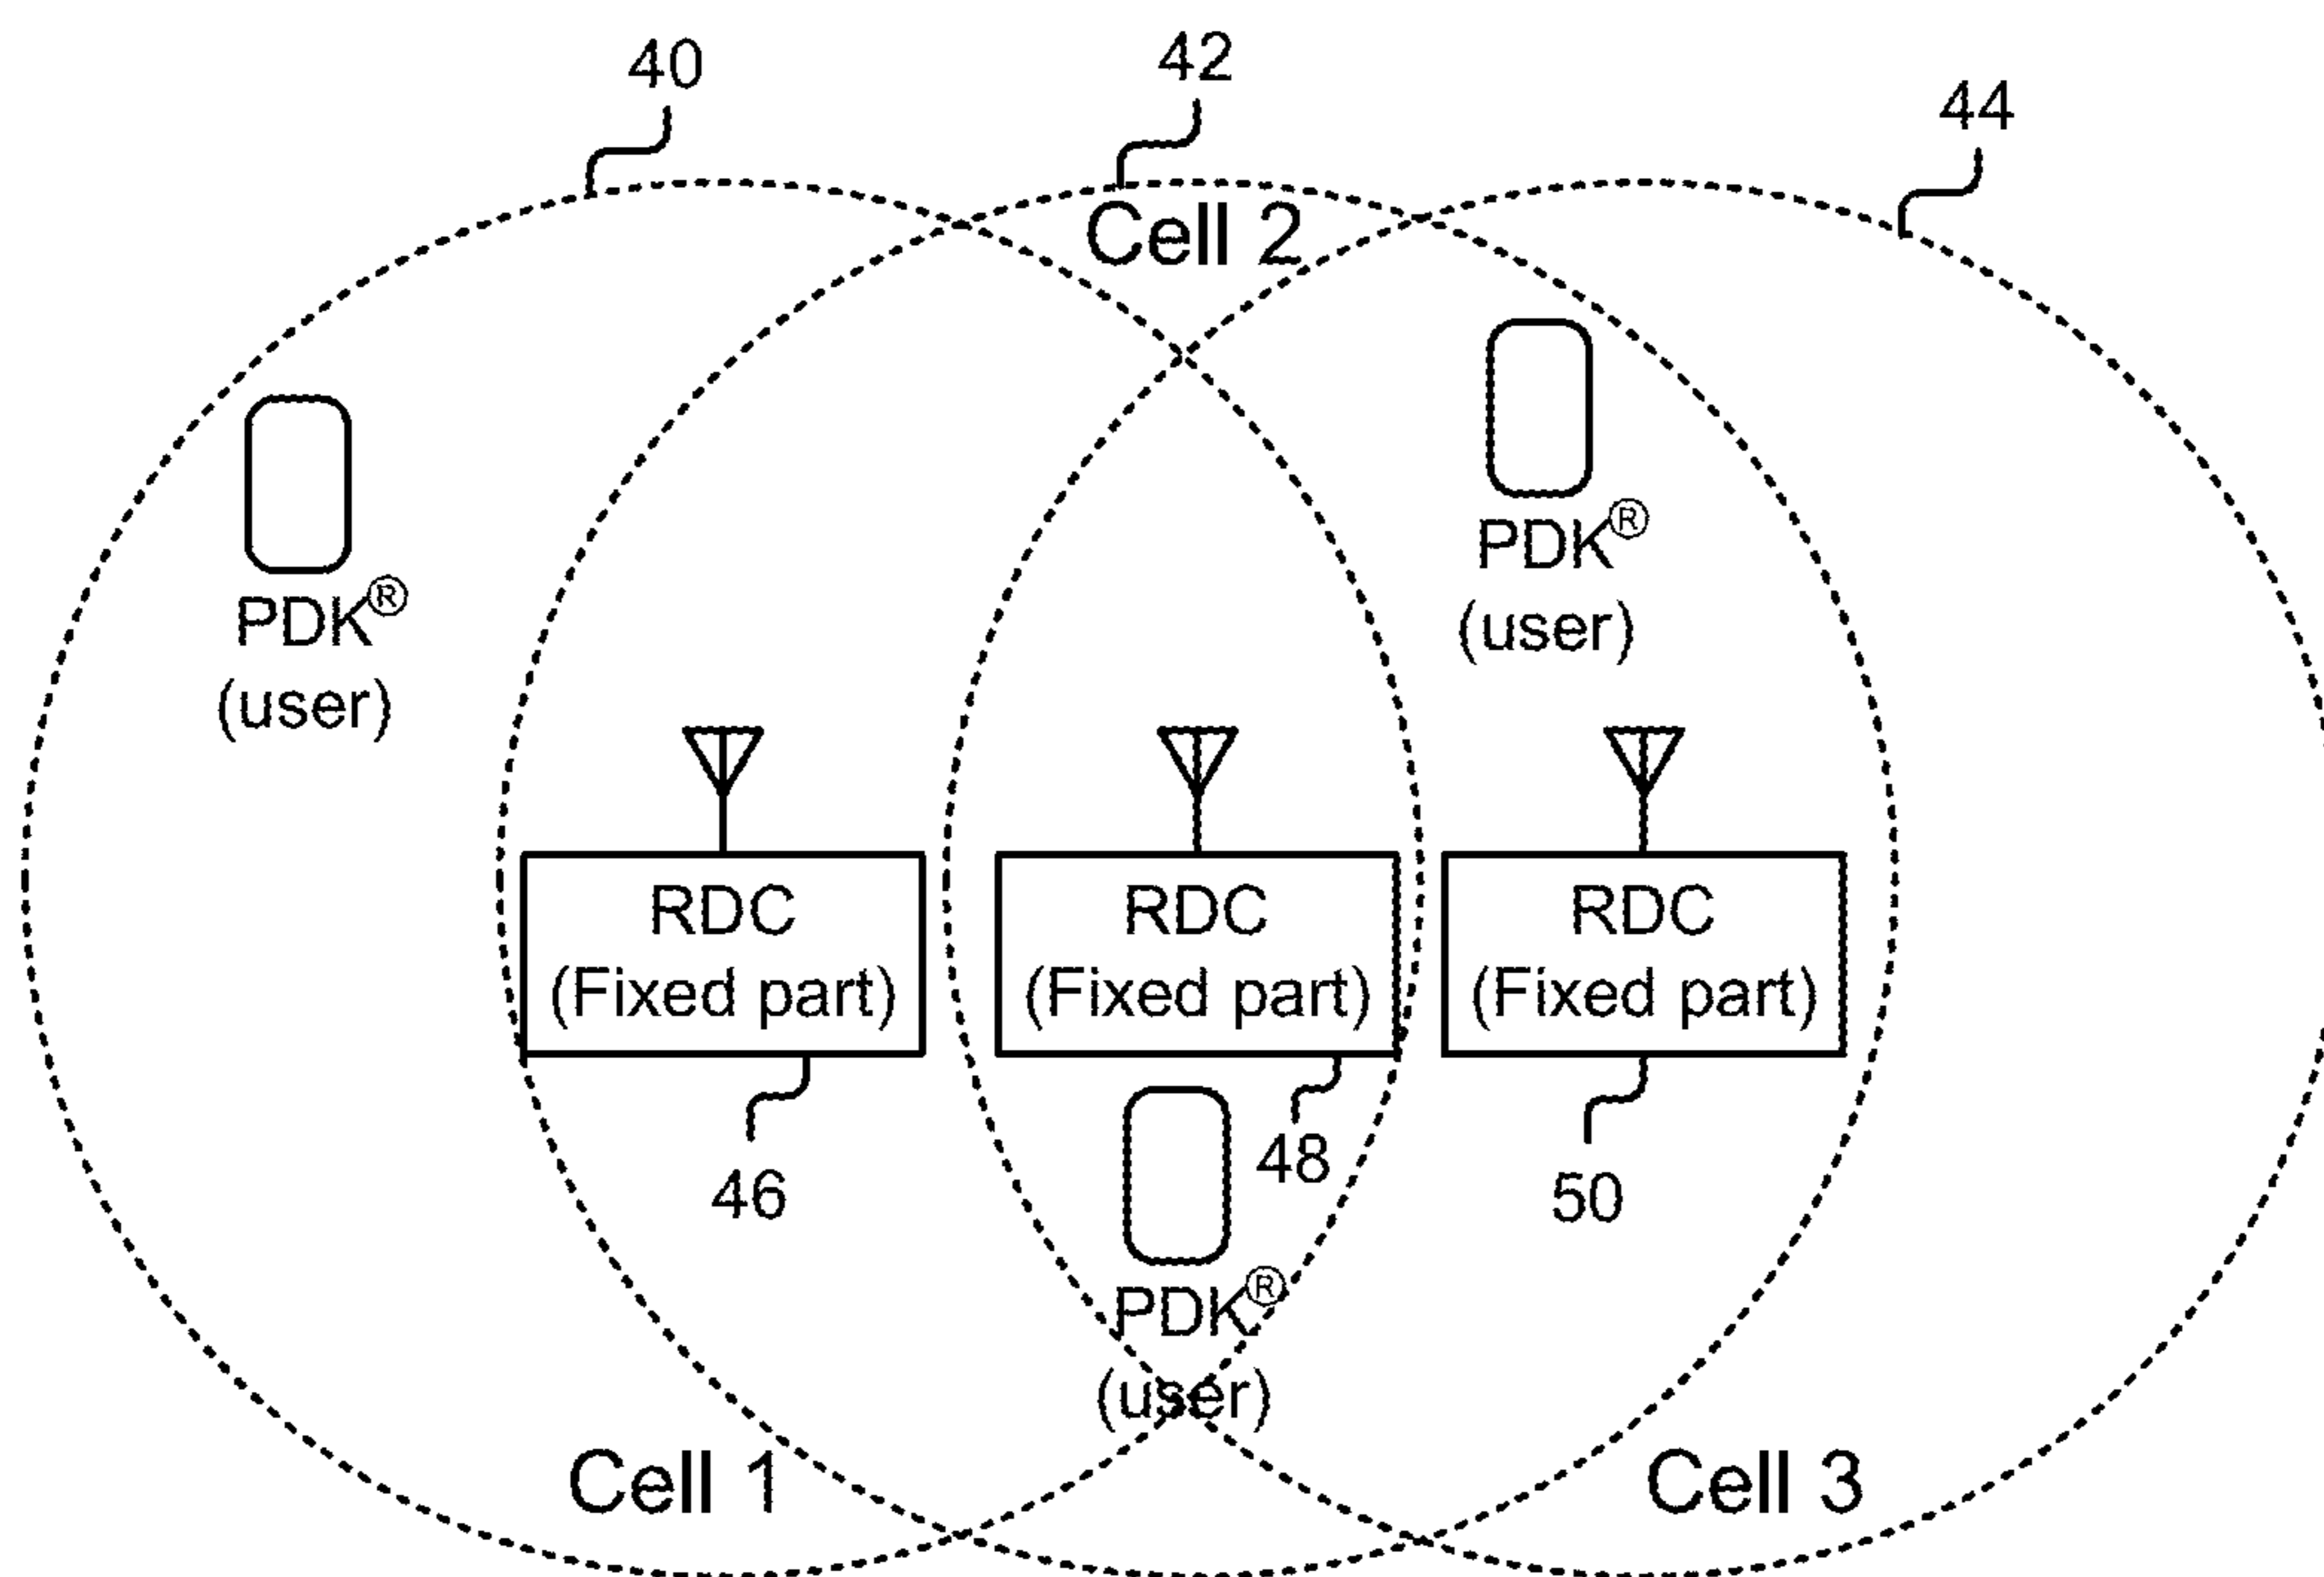 40
42
44
Cell 2
PDK®
(user)
PDK®
(user)
RDC
(Fixed part)
RDC
(Fixed part)
RDC
(Fixed part)
46
48
50
PDK®
(user)
Cell 1
Cell 3